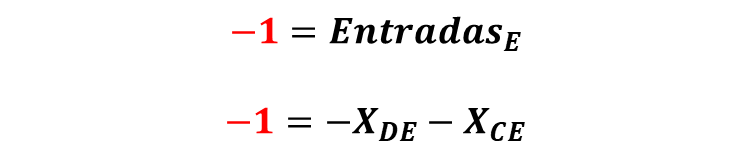 −1 = Entradas_E
−1 = −X_DE − X_CE